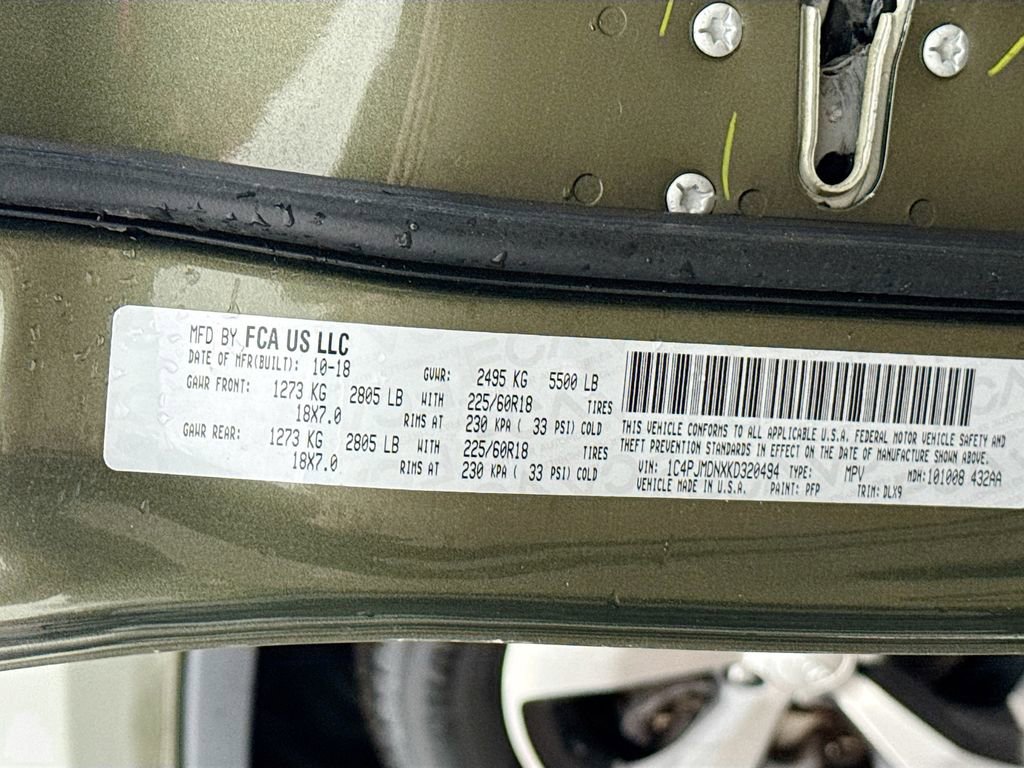 MFD BY FCA US LLC
DATE OF MFR(BUILT): 10-18 GVWR: 2495 KG 5500 LB
GAWR FRONT: 1273 KG 2805 LB WITH 225/60R18 TIRES
18X7.0 RIMS AT 230 KPA ( 33 PSI) COLD
GAWR REAR: 1273 KG 2805 LB WITH 225/60R18 TIRES
18X7.0 RIMS AT 230 KPA ( 33 PSI) COLD
THIS VEHICLE CONFORMS TO ALL APPLICABLE U.S.A. FEDERAL MOTOR VEHICLE SAFETY AND
THEFT PREVENTION STANDARDS IN EFFECT ON THE DATE OF MANUFACTURE SHOWN ABOVE.
VIN: 1C4PJMDNXKD320494 TYPE: MPV MDH:101008 432AA
VEHICLE MADE IN U.S.A. PAINT: PFP TRIM: DLX9